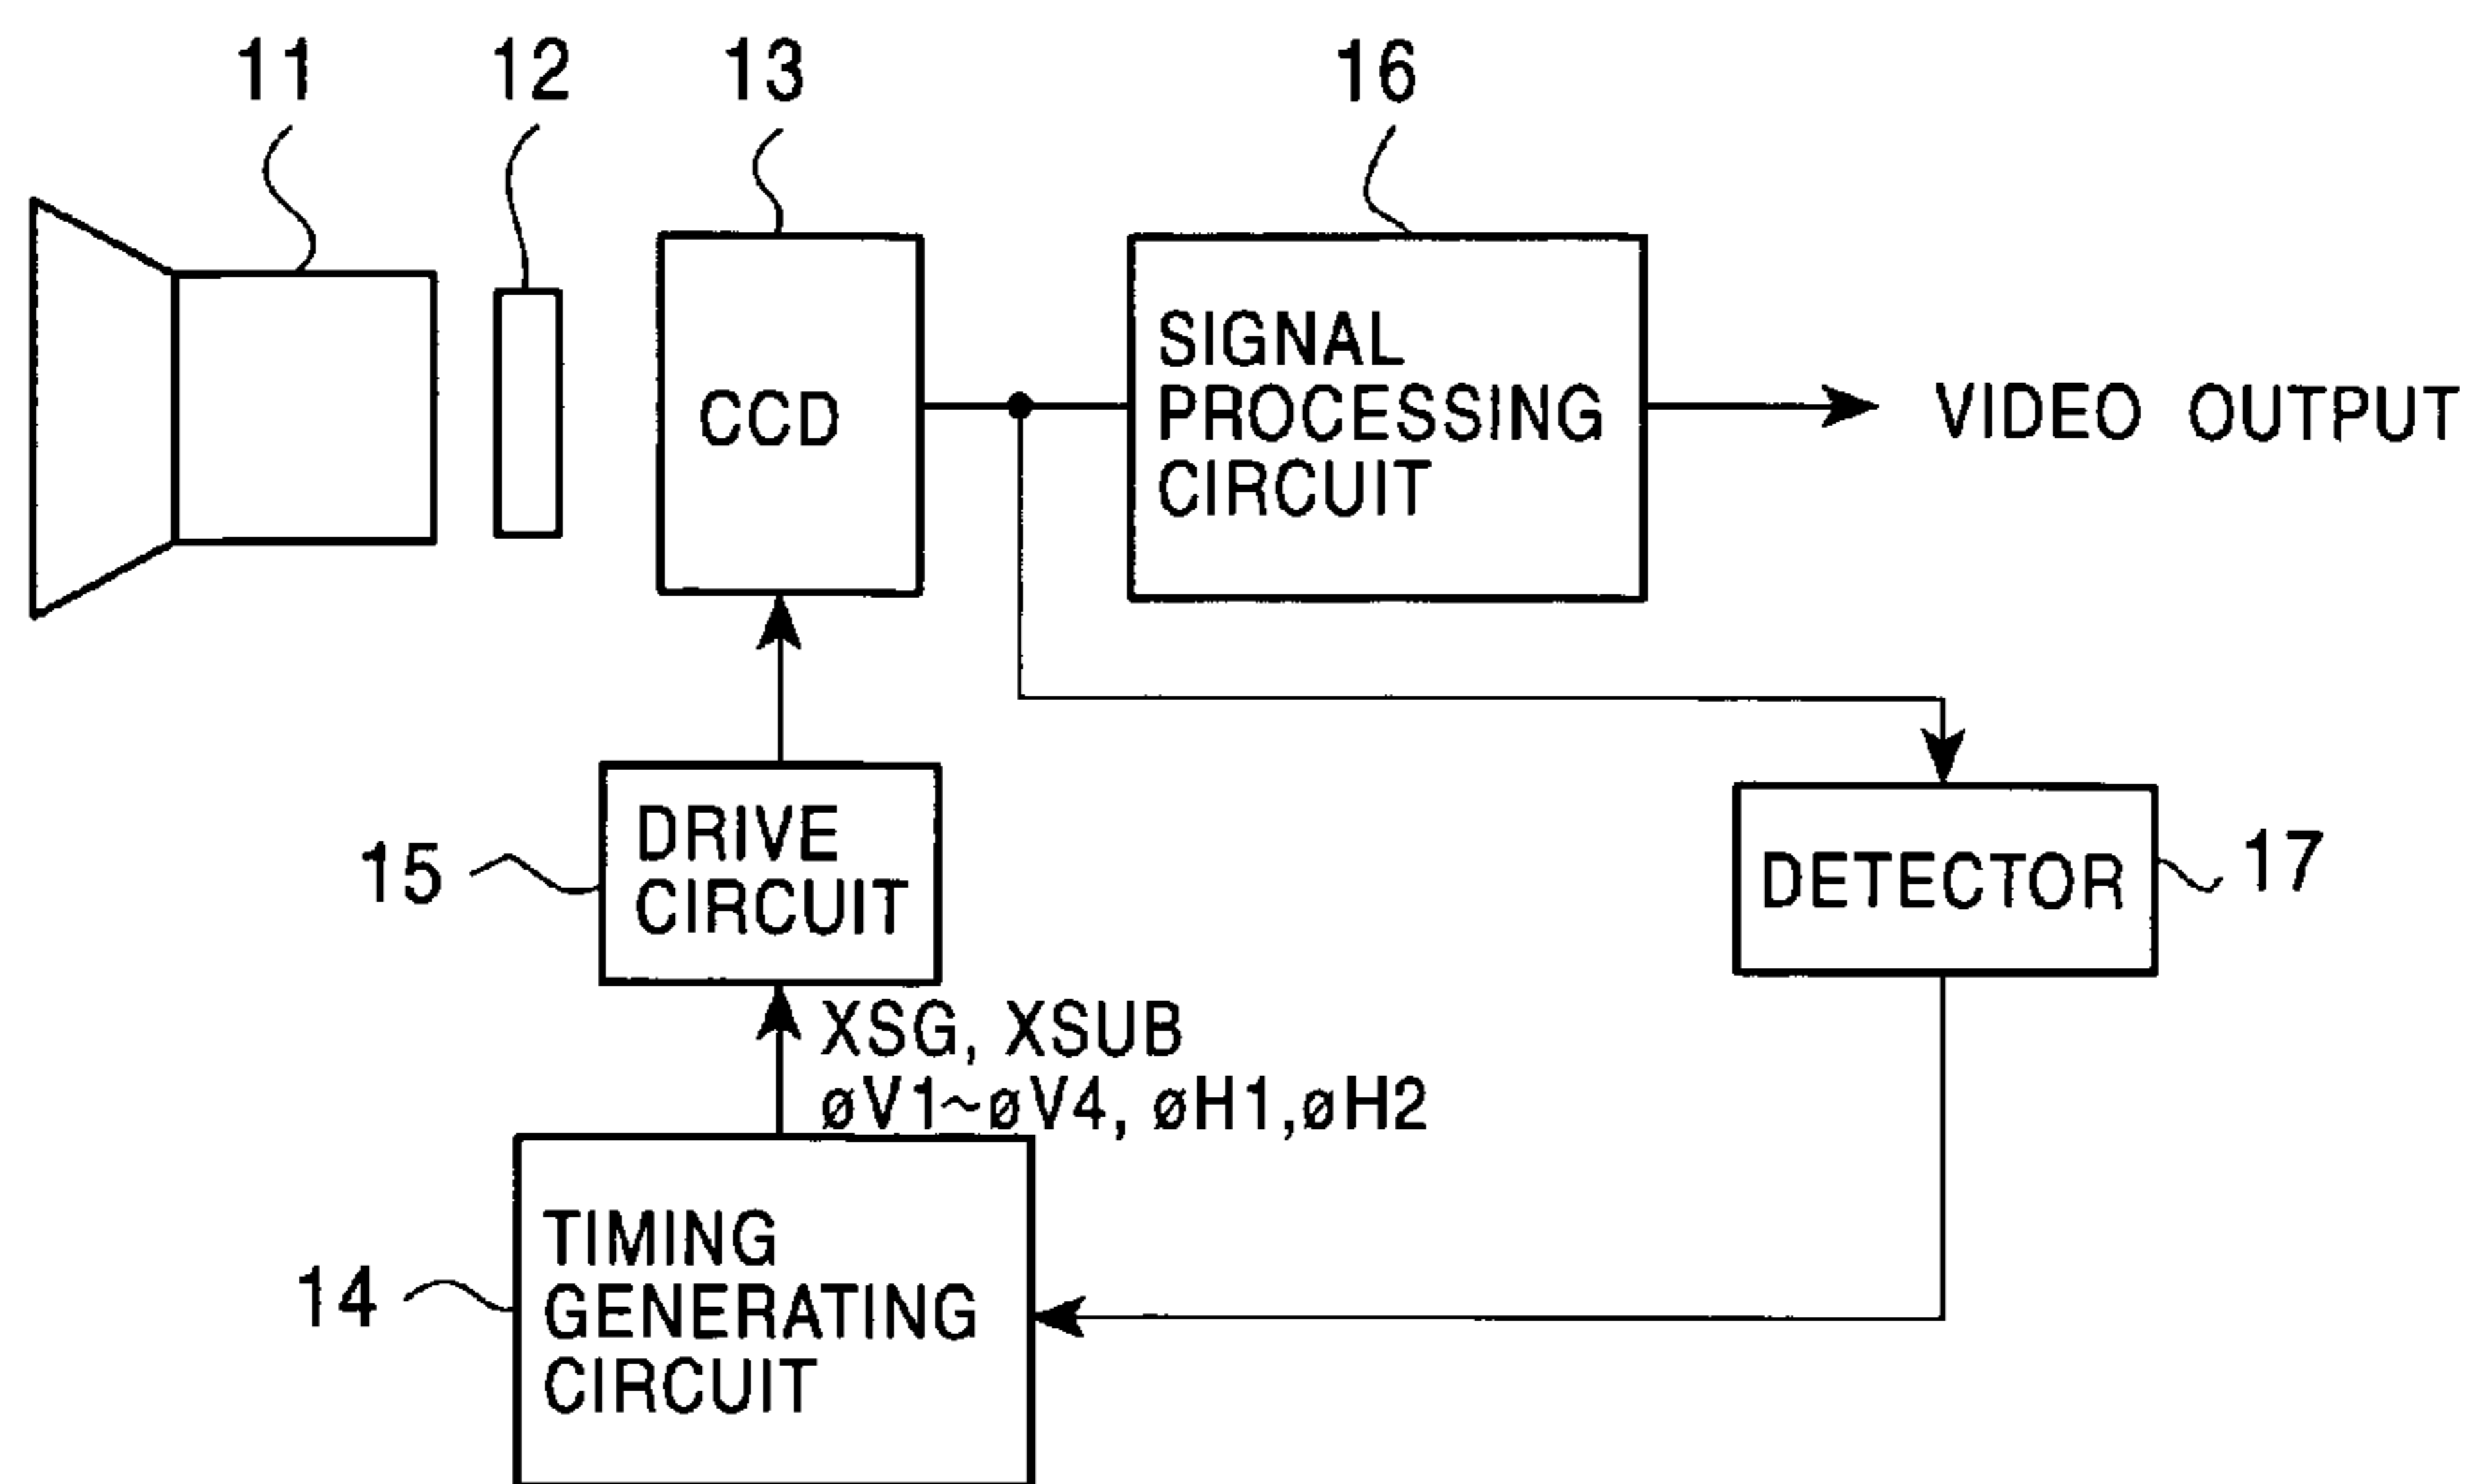 11
12
13
16
CCD
SIGNAL
PROCESSING
CIRCUIT
VIDEO OUTPUT
15
DRIVE
CIRCUIT
DETECTOR
17
XSG, XSUB
øV1~øV4, øH1,øH2
14
TIMING
GENERATING
CIRCUIT